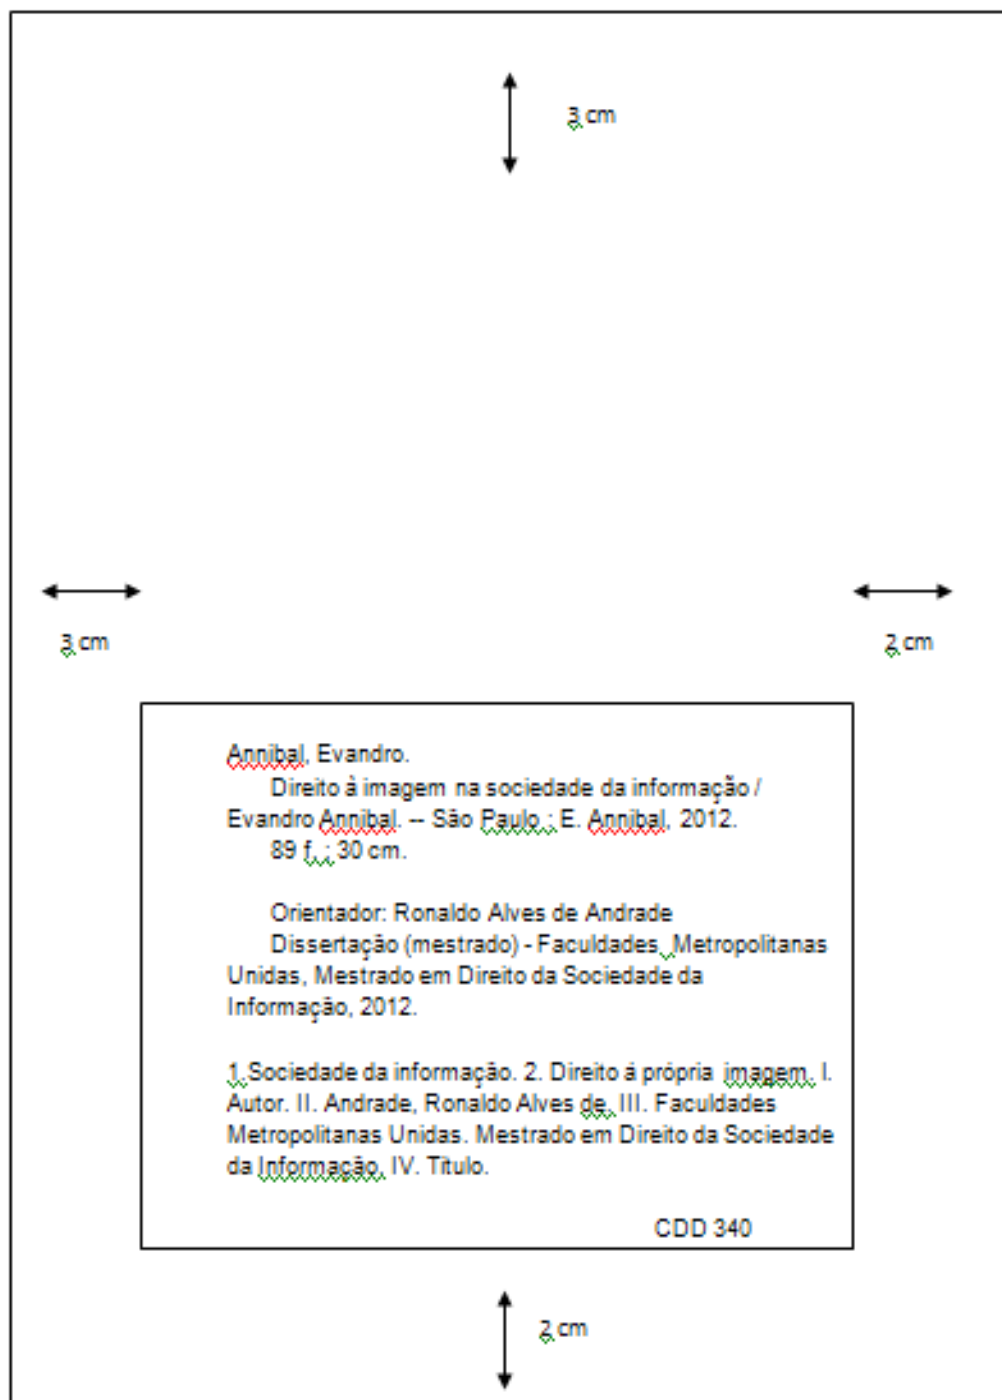 3 cm
3 cm
2 cm
Annibal, Evandro.
Direito à imagem na sociedade da informação /
Evandro Annibal. -- São Paulo : E. Annibal, 2012.
89 f. ; 30 cm.
Orientador: Ronaldo Alves de Andrade
Dissertação (mestrado) - Faculdades Metropolitanas
Unidas, Mestrado em Direito da Sociedade da
Informação, 2012.
1.Sociedade da informação. 2. Direito á própria imagem. I.
Autor. II. Andrade, Ronaldo Alves de. III. Faculdades
Metropolitanas Unidas. Mestrado em Direito da Sociedade
da Informação. IV. Titulo.
CDD 340
2 cm